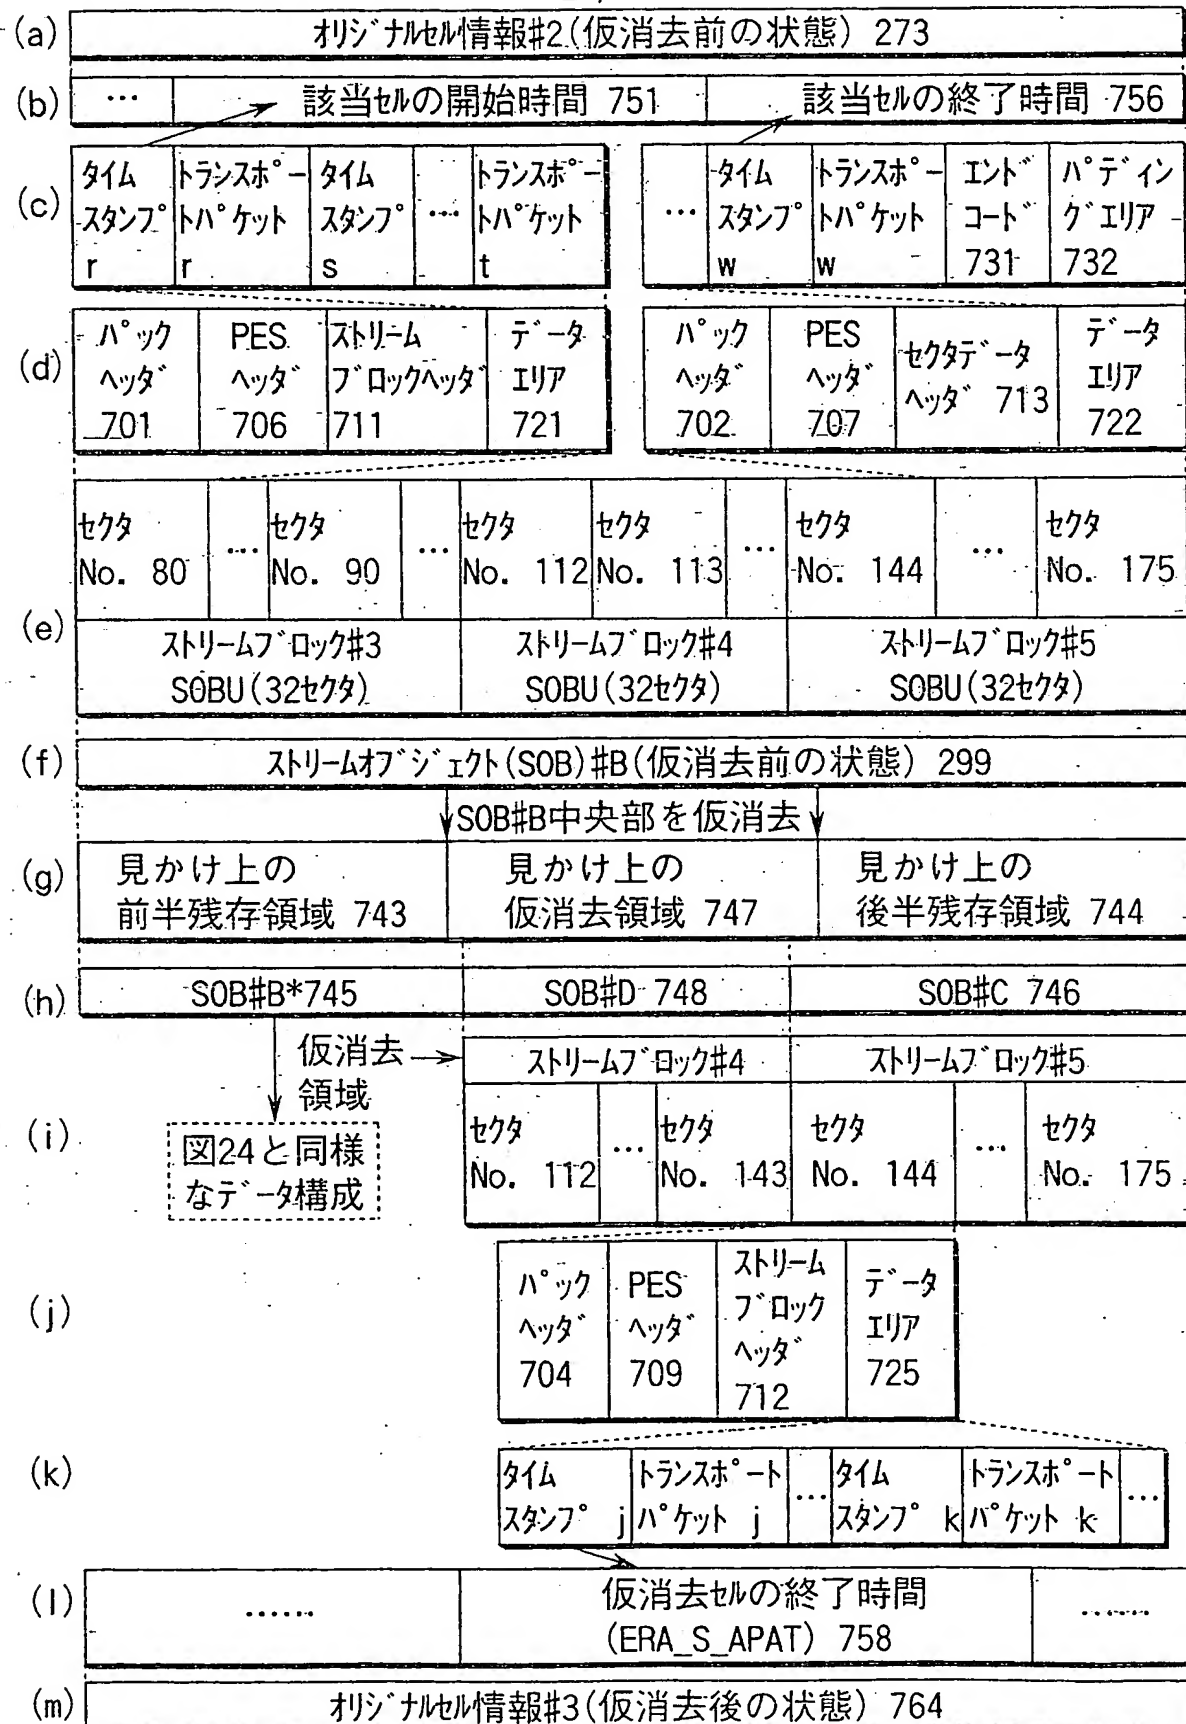 (a) オリジナルセル情報#2(仮消去前の状態) 273
(b) … 該当セルの開始時間 751 該当セルの終了時間 756
(c)
タイム
スタンプ
r
トランスポー
トパケット
r
タイム
スタンプ
s
…
トランスポー
トパケット
t
…
タイム
スタンプ
w
トランスポー
トパケット
w
エンド
コード
731
パディン
グエリア
732
(d)
パック
ヘッダ
701
PES
ヘッダ
706
ストリーム
ブロックヘッダ
711
データ
エリア
721
パック
ヘッダ
702
PES
ヘッダ
707
セクタデータ
ヘッダ 713
データ
エリア
722
(e)
セクタ
No. 80
…
セクタ
No. 90
…
セクタ
No. 112
セクタ
No. 113
…
セクタ
No. 144
…
セクタ
No. 175
ストリームブロック#3
SOBU(32セクタ)
ストリームブロック#4
SOBU(32セクタ)
ストリームブロック#5
SOBU(32セクタ)
(f) ストリームオブジェクト(SOB)#B(仮消去前の状態) 299
SOB#B中央部を仮消去
(g)
見かけ上の
前半残存領域 743
見かけ上の
仮消去領域 747
見かけ上の
後半残存領域 744
(h) SOB#B*745 SOB#D 748 SOB#C 746
仮消去
領域
図24と同様
なデータ構成
(i)
ストリームブロック#4
ストリームブロック#5
セクタ
No. 112
…
セクタ
No. 143
セクタ
No. 144
…
セクタ
No. 175
(j)
パック
ヘッダ
704
PES
ヘッダ
709
ストリーム
ブロック
ヘッダ
712
データ
エリア
725
(k)
タイム
スタンプ j
トランスポート
パケット j
…
タイム
スタンプ k
トランスポート
パケット k
…
(l)
……
仮消去セルの終了時間
(ERA_S_APAT) 758
……
(m) オリジナルセル情報#3(仮消去後の状態) 764